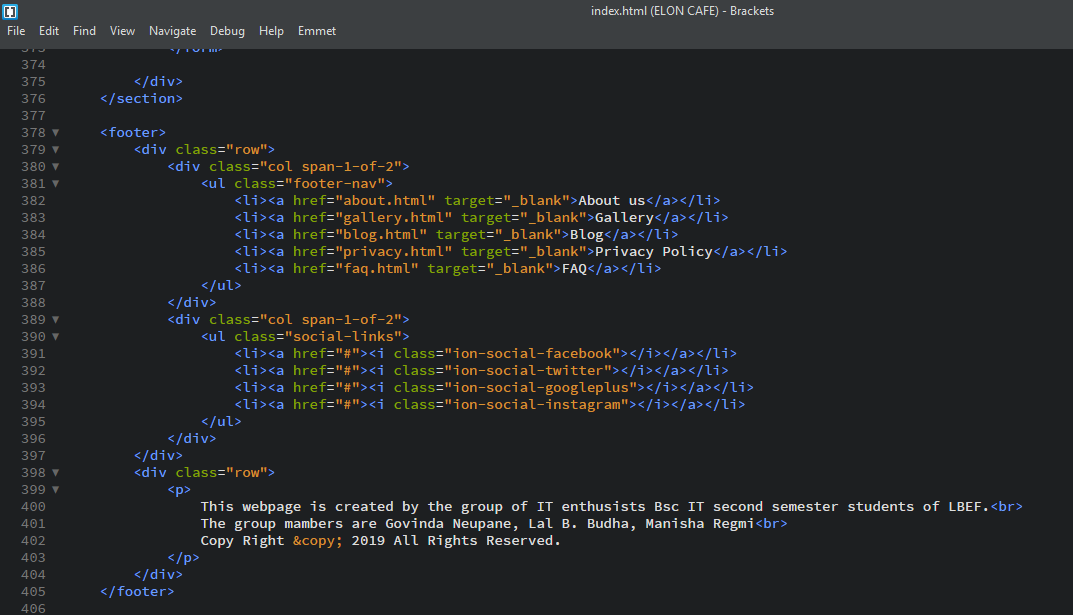 index.html (ELON CAFE) - Brackets
File Edit Find View Navigate Debug Help Emmet
373 </form>
374
375 </div>
376 </section>
377
378 <footer>
379 <div class="row">
380 <div class="col span-1-of-2">
381 <ul class="footer-nav">
382 <li><a href="about.html" target="_blank">About us</a></li>
383 <li><a href="gallery.html" target="_blank">Gallery</a></li>
384 <li><a href="blog.html" target="_blank">Blog</a></li>
385 <li><a href="privacy.html" target="_blank">Privacy Policy</a></li>
386 <li><a href="faq.html" target="_blank">FAQ</a></li>
387 </ul>
388 </div>
389 <div class="col span-1-of-2">
390 <ul class="social-links">
391 <li><a href="#"><i class="ion-social-facebook"></i></a></li>
392 <li><a href="#"><i class="ion-social-twitter"></i></a></li>
393 <li><a href="#"><i class="ion-social-googleplus"></i></a></li>
394 <li><a href="#"><i class="ion-social-instagram"></i></a></li>
395 </ul>
396 </div>
397 </div>
398 <div class="row">
399 <p>
400 This webpage is created by the group of IT enthusists Bsc IT second semester students of LBEF.<br>
401 The group mambers are Govinda Neupane, Lal B. Budha, Manisha Regmi<br>
402 Copy Right &copy; 2019 All Rights Reserved.
403 </p>
404 </div>
405 </footer>
406